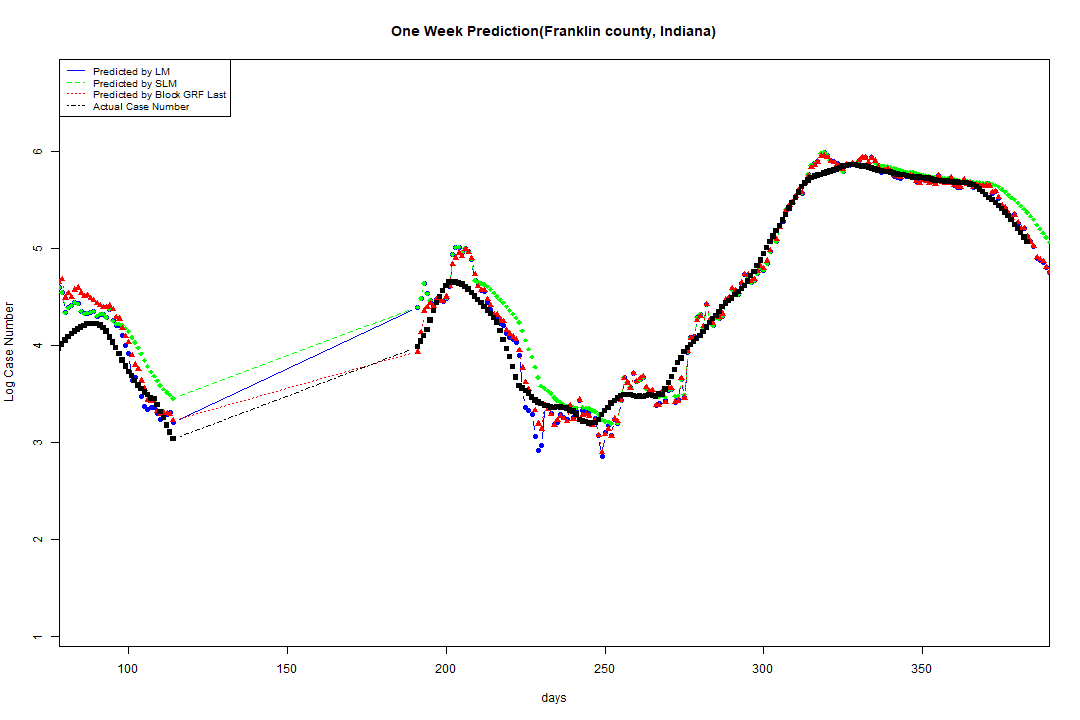 One Week Prediction(Franklin county, Indiana)
Predicted by LM
Predicted by SLM
Predicted by Block GRF Last
Actual Case Number
Log Case Number
6
5
4
3
2
1
100 150 200 250 300 350
days